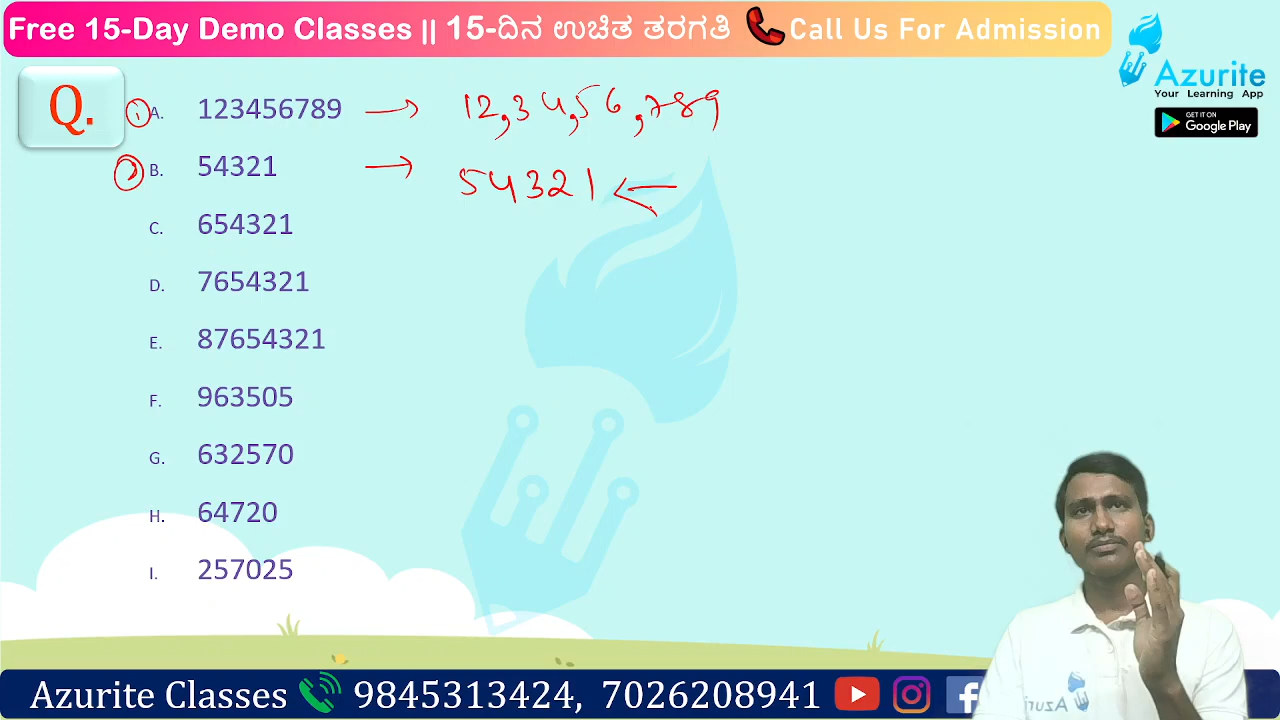 Free 15-Day Demo Classes || 15-ದಿನ ಉಚಿತ ತರಗತಿ Call Us For Admission
Azurite
Your Learning App
GET IT ON
Google Play
Q.
1 A. 123456789 → 12,34,56,789
2 B. 54321 → 54321 ←
C. 654321
D. 7654321
E. 87654321
F. 963505
G. 632570
H. 64720
I. 257025
Azurite Classes 9845313424, 7026208941